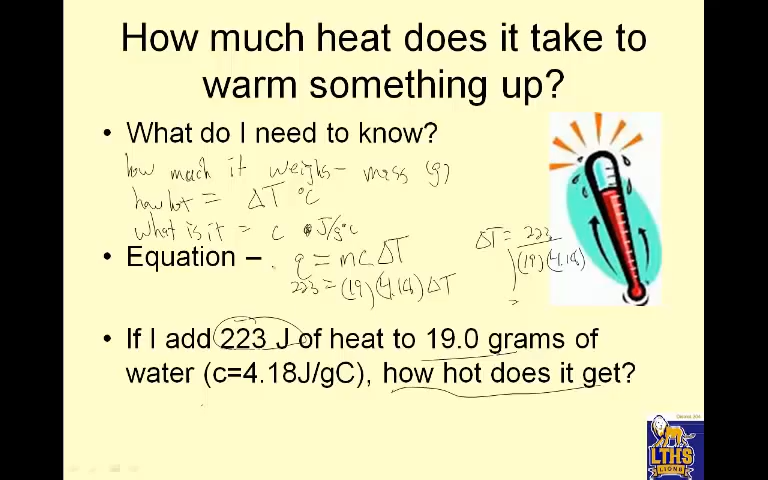 How much heat does it take to
warm something up?
• What do I need to know?
how much it weighs – mass (g)
how hot = ΔT °C
what is it = c J/g°C
• Equation – q = mcΔT
223 = (19)(4.18) ΔT
ΔT = 223
(19)(4.18)
=
• If I add 223 J of heat to 19.0 grams of
water (c=4.18J/gC), how hot does it get?
LTHS
LIONS